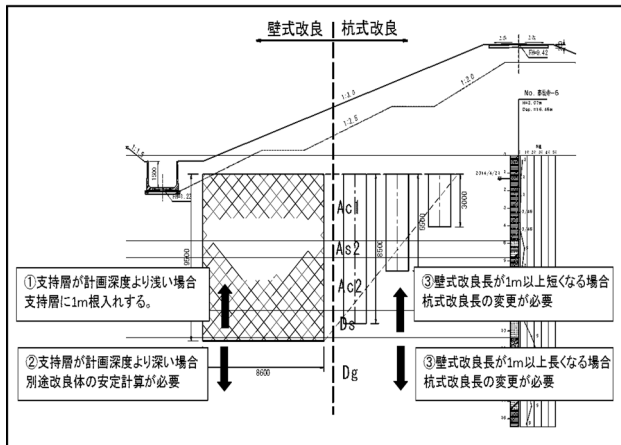 壁式改良 杭式改良
1:2.0
1:2.0
1:2.5
1:1.5
No. 
1500
Ac1
As2
Ac2
Ds
Dg
9500
8500
5000
3000
8600
①支持層が計画深度より浅い場合
支持層に1m根入れする。
②支持層が計画深度より深い場合
別途改良体の安定計算が必要
③壁式改良長が1m以上短くなる場合
杭式改良長の変更が必要
③壁式改良長が1m以上長くなる場合
杭式改良長の変更が必要